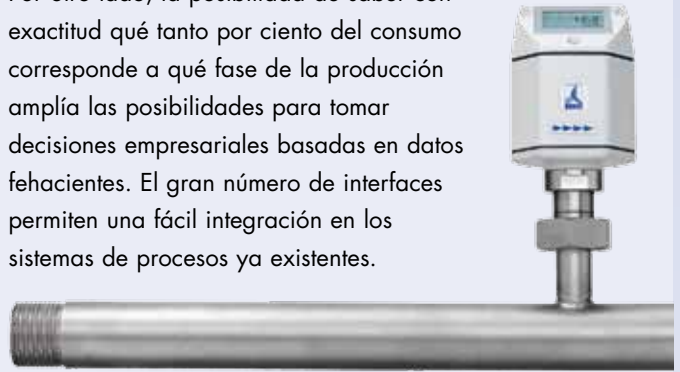 exactitud qué tanto por ciento del consumo
corresponde a qué fase de la producción
amplía las posibilidades para tomar
decisiones empresariales basadas en datos
fehacientes. El gran número de interfaces
permiten una fácil integración en los
sistemas de procesos ya existentes.